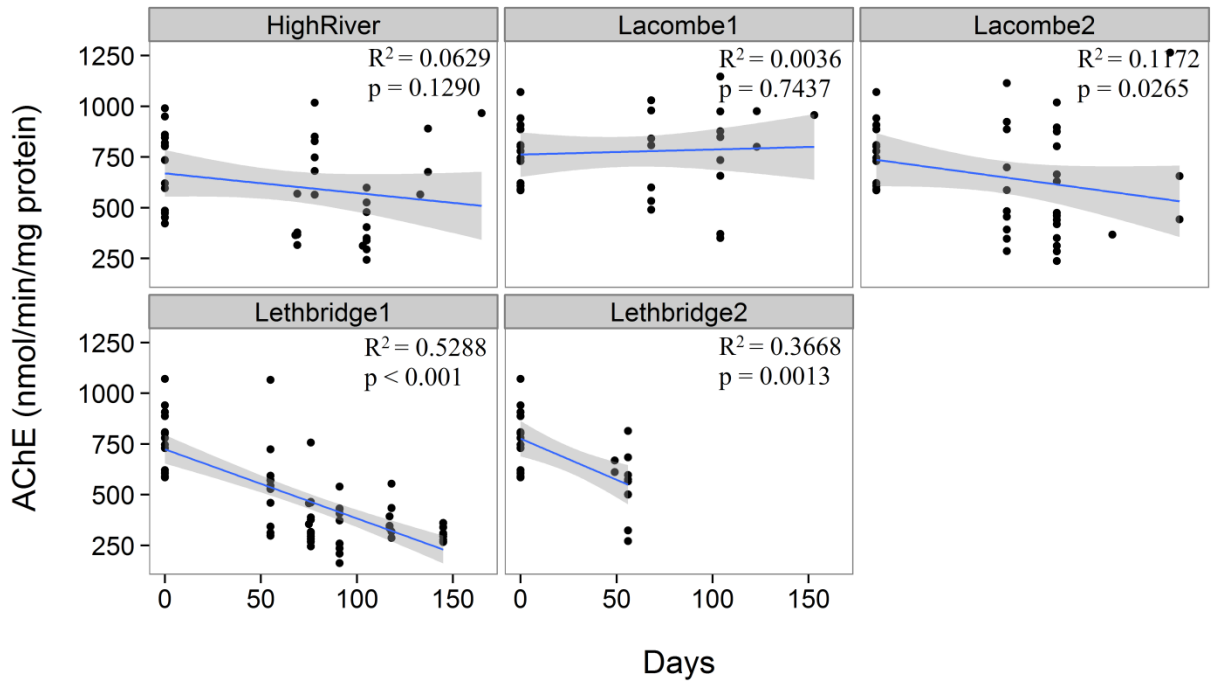 HighRiver
Lacombe1
Lacombe2
R² = 0.0629
p = 0.1290
R² = 0.0036
p = 0.7437
R² = 0.1172
p = 0.0265
1250
1000
750
500
250
Lethbridge1
Lethbridge2
R² = 0.5288
p < 0.001
R² = 0.3668
p = 0.0013
1250
1000
750
500
250
0 50 100 150
0 50 100 150
AChE (nmol/min/mg protein)
Days